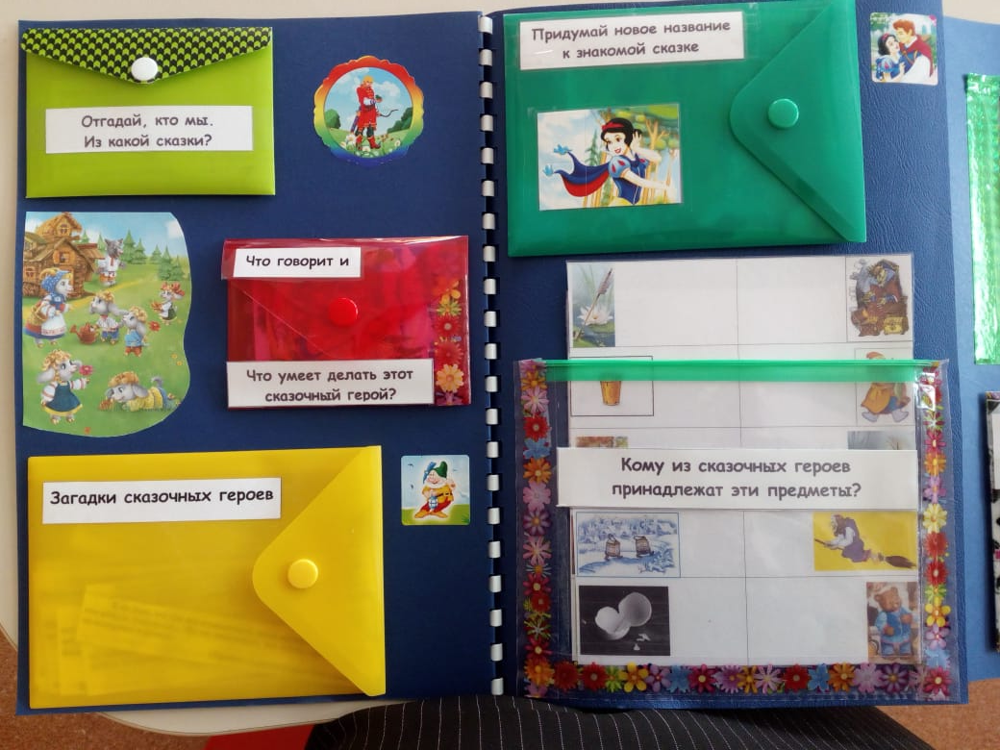 Отгадай, кто мы.
Из какой сказки?
Что говорит и
Что умеет делать этот
сказочный герой?
Загадки сказочных героев
Придумай новое название
к знакомой сказке
Кому из сказочных героев
принадлежат эти предметы?